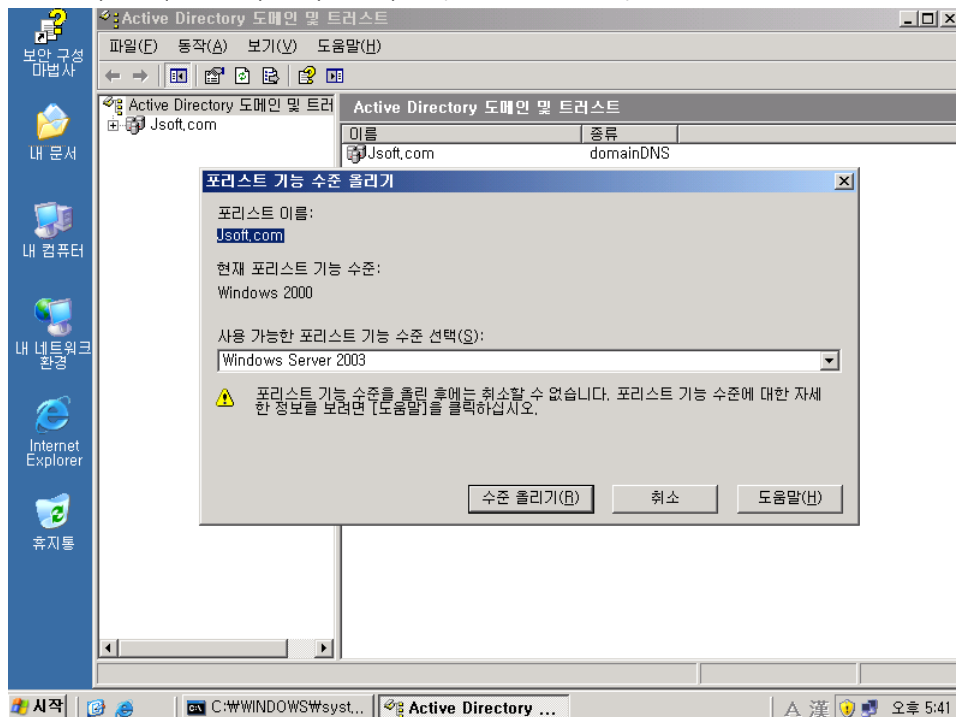 보안 구성
마법사
내 문서
내 컴퓨터
내 네트워크
환경
Internet
Explorer
휴지통
Active Directory 도메인 및 트러스트
파일(F) 동작(A) 보기(V) 도움말(H)
Active Directory 도메인 및 트러
Jsoft.com
Active Directory 도메인 및 트러스트
이름 종류
Jsoft.com domainDNS
포리스트 기능 수준 올리기
포리스트 이름:
Jsoft.com
현재 포리스트 기능 수준:
Windows 2000
사용 가능한 포리스트 기능 수준 선택(S):
Windows Server 2003
포리스트 기능 수준을 올린 후에는 취소할 수 없습니다. 포리스트 기능 수준에 대한 자세
한 정보를 보려면 [도움말]을 클릭하십시오.
수준 올리기(R) 취소 도움말(H)
시작 C:₩WINDOWS₩syst... Active Directory ... A 漢 오후 5:41